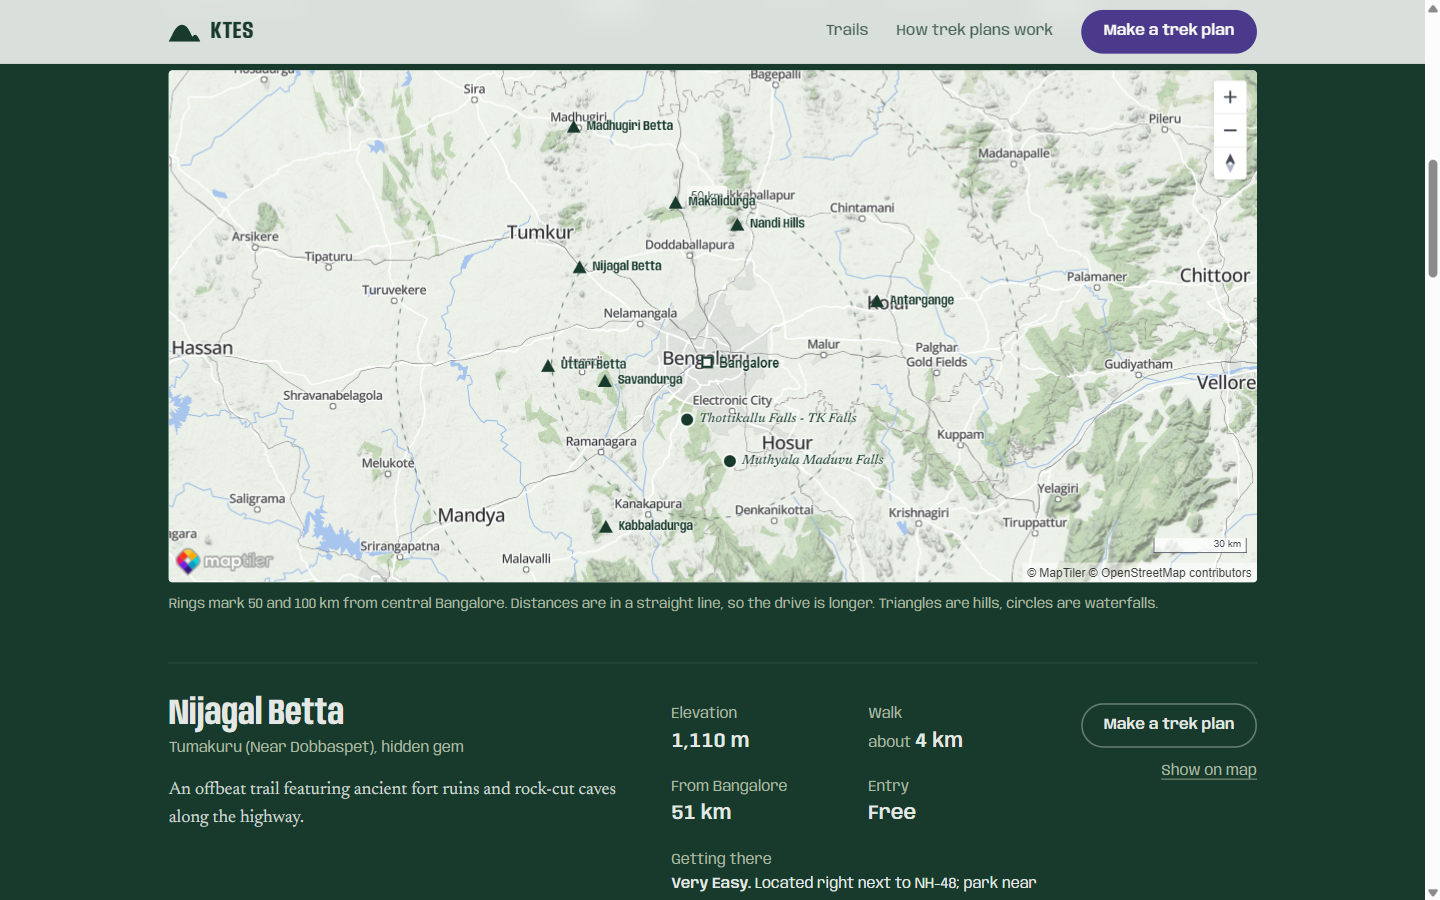 KTES
Trails
How trek plans work
Make a trek plan
Bagepalli
Sira
Pileru
Madhugiri
Madhugiri Betta
Madanapalle
50 km
Makalidurga
Chintamani
Nandi Hills
Arsikere
Tumkur
Doddaballapura
Tipaturu
Nijagal Betta
Palamaner
Chittoor
Turuvekere
Antargange
Nelamangala
Hassan
Malur
Palghar
Gold Fields
Bengaluru
Bangalore
Uttari Betta
Gudiyatham
Savandurga
Vellore
Shravanabelagola
Electronic City
Thottikallu Falls - TK Falls
Ramanagara
Hosur
Kuppam
Melukote
Muthyala Maduvu Falls
Saligrama
Yelagiri
Kanakapura
Denkanikottai
Krishnagiri
Mandya
Tiruppattur
Kabbaladurga
agara
Srirangapatna
Malavalli
30 km
maptiler
© MapTiler © OpenStreetMap contributors
Rings mark 50 and 100 km from central Bangalore. Distances are in a straight line, so the drive is longer. Triangles are hills, circles are waterfalls.
Nijagal Betta
Tumakuru (Near Dobbaspet), hidden gem
An offbeat trail featuring ancient fort ruins and rock-cut caves
along the highway.
Elevation
1,110 m
Walk
about 4 km
From Bangalore
51 km
Entry
Free
Getting there
Very Easy. Located right next to NH-48; park near
Make a trek plan
Show on map